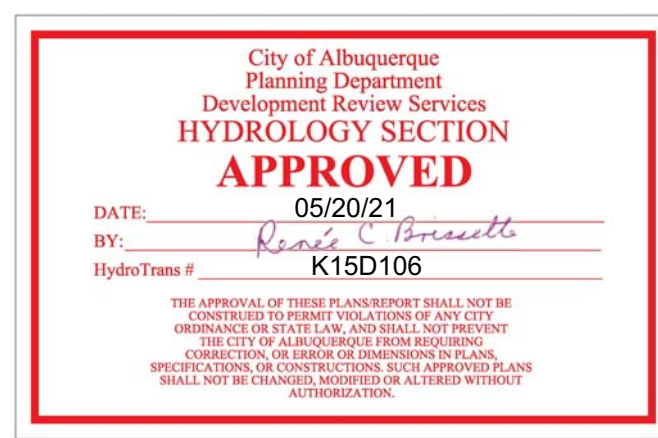 City of Albuquerque
Planning Department
Development Review Services
HYDROLOGY SECTION
APPROVED
DATE: 05/20/21
BY: Renée C. Brissette
HydroTrans # K15D106
THE APPROVAL OF THESE PLANS/REPORT SHALL NOT BE
CONSTRUED TO PERMIT VIOLATIONS OF ANY CITY
ORDINANCE OR STATE LAW, AND SHALL NOT PREVENT
THE CITY OF ALBUQUERQUE FROM REQUIRING
CORRECTION, OR ERROR OR DIMENSIONS IN PLANS,
SPECIFICATIONS, OR CONSTRUCTIONS. SUCH APPROVED PLANS
SHALL NOT BE CHANGED, MODIFIED OR ALTERED WITHOUT
AUTHORIZATION.